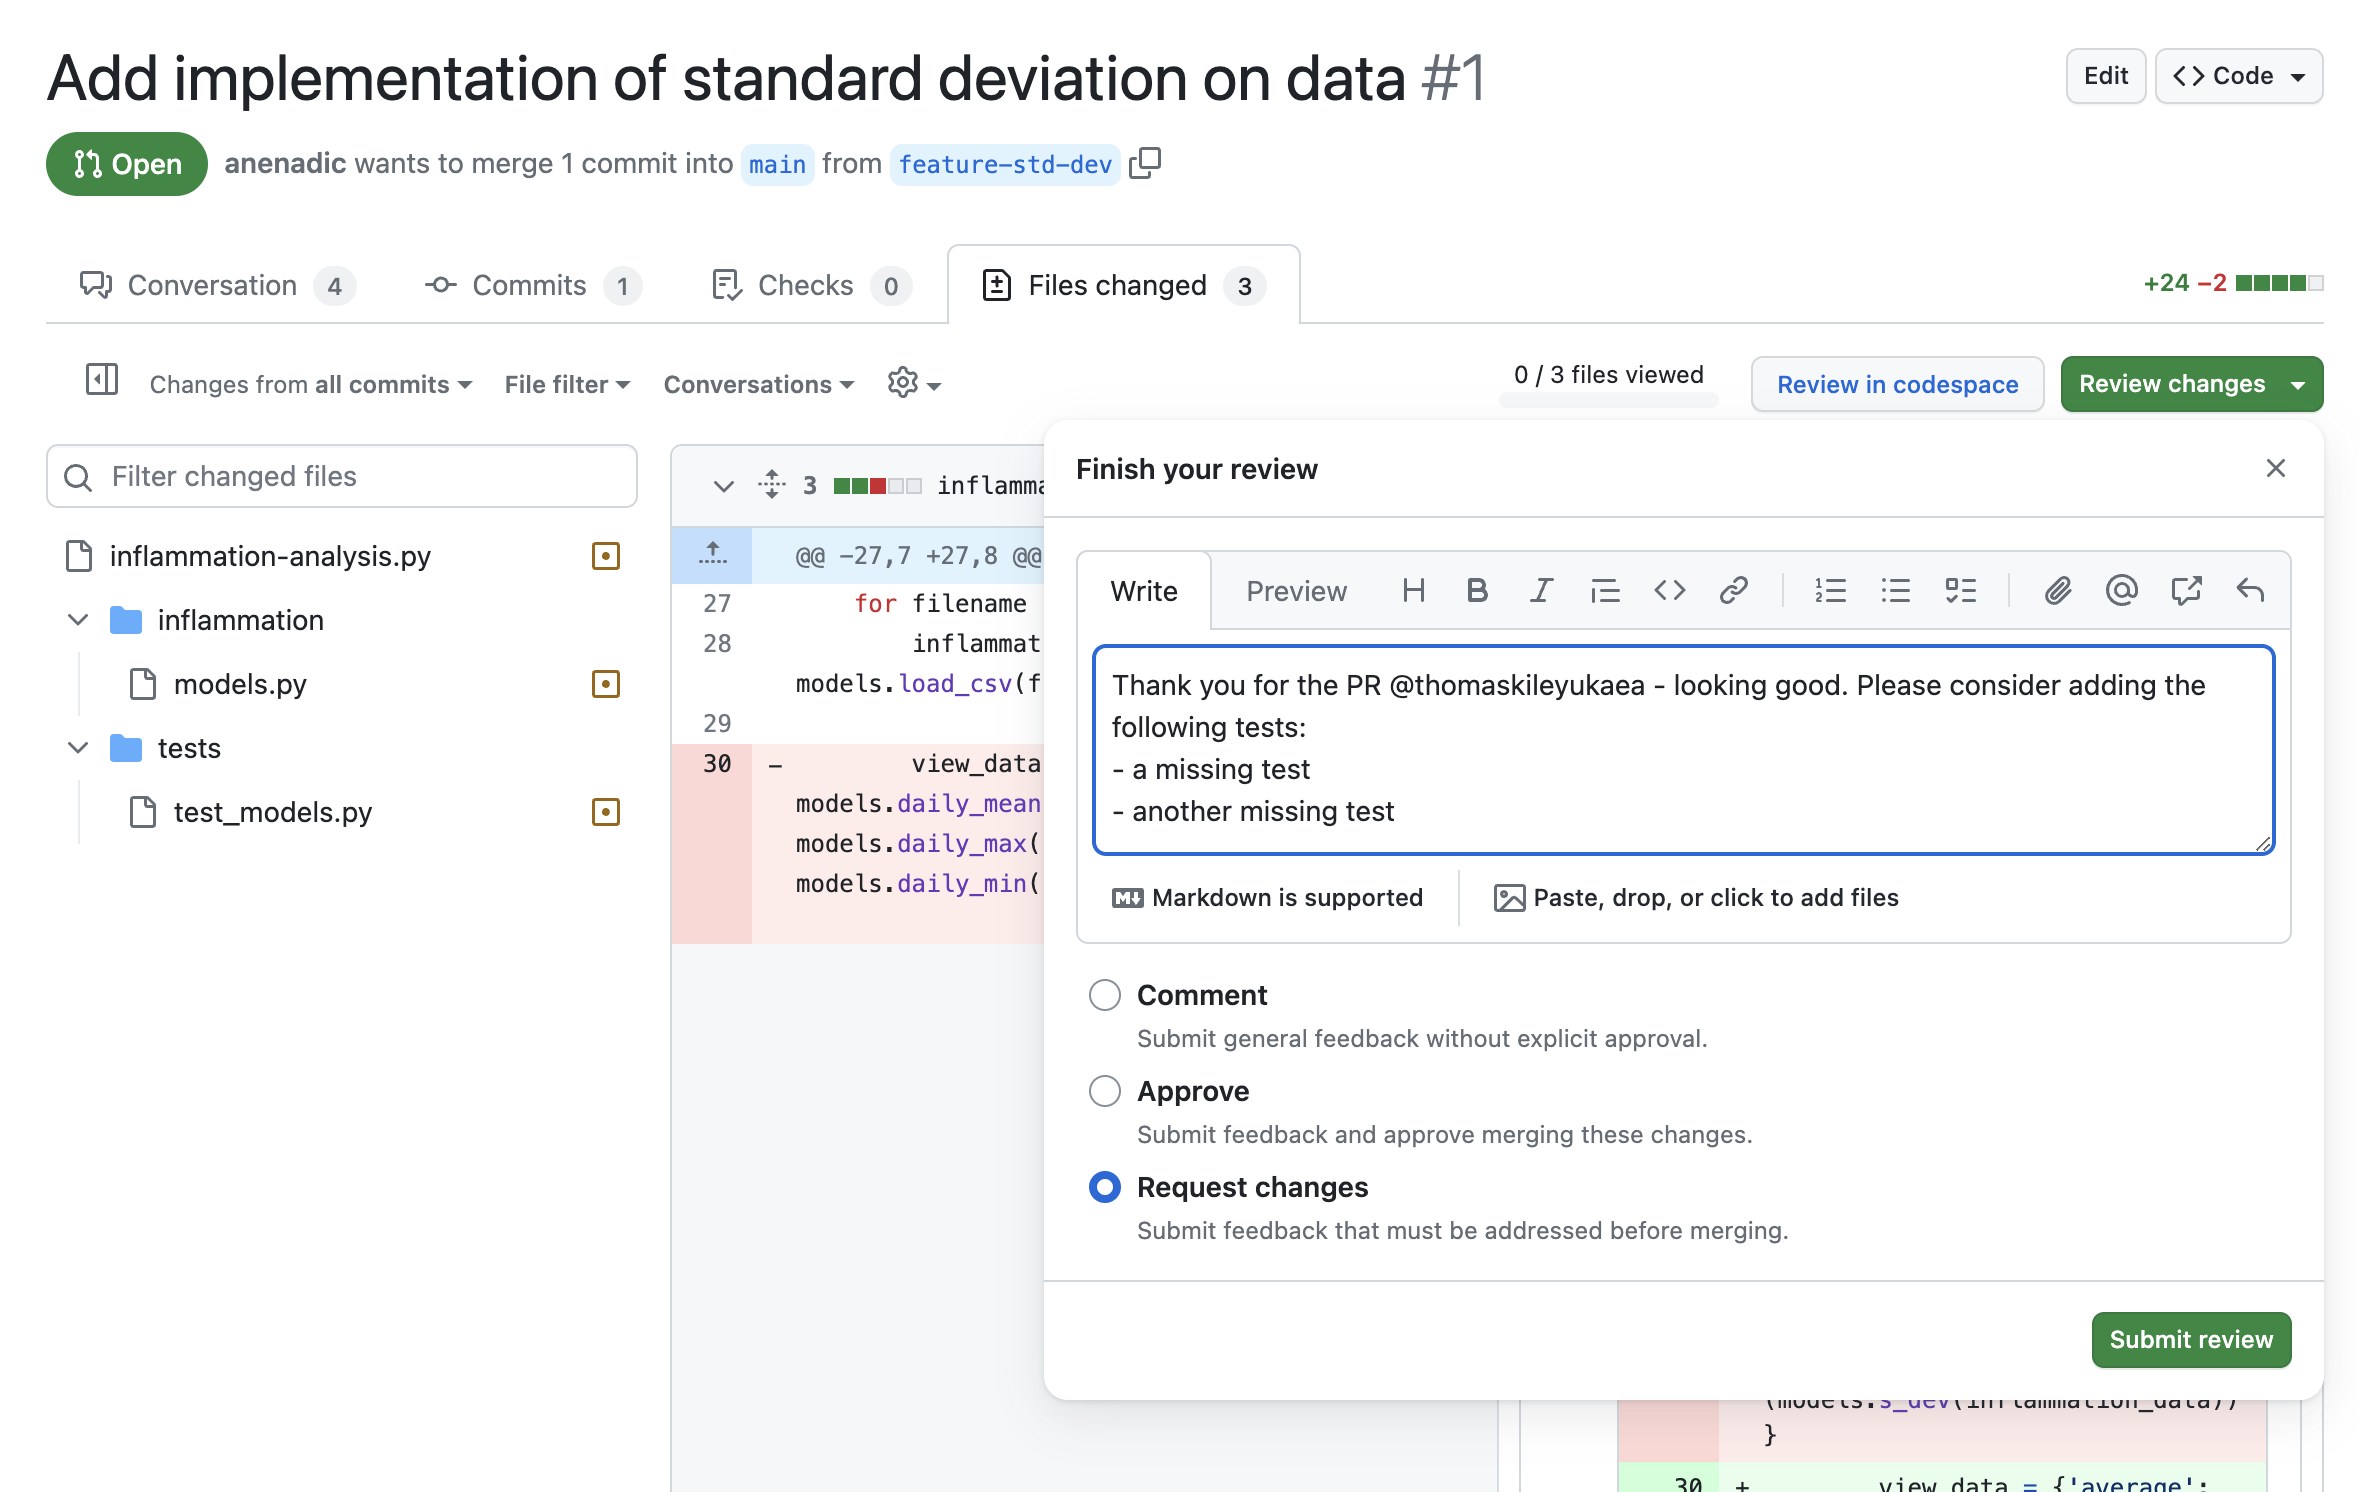 Add implementation of standard deviation on data #1
Edit
Code
Open
anenadic wants to merge 1 commit into main from feature-std-dev
Conversation 4
Commits 1
Checks 0
Files changed 3
+24 −2
Changes from all commits
File filter
Conversations
0 / 3 files viewed
Review in codespace
Review changes
Filter changed files
inflammation-analysis.py
inflammation
models.py
tests
test_models.py
3
@@ -27,7 +27,8 @@
27 for filename
28
models.load_csv(
29
30 − view_data
models.daily_mean
models.daily_max(
models.daily_min(
Finish your review
Write
Preview
Thank you for the PR @thomaskileyukaea - looking good. Please consider adding the
following tests:
- a missing test
- another missing test
Markdown is supported
Paste, drop, or click to add files
Comment
Submit general feedback without explicit approval.
Approve
Submit feedback and approve merging these changes.
Request changes
Submit feedback that must be addressed before merging.
Submit review
(models.s_dev(inflammation_data))
}
30 + view_data = {'average':